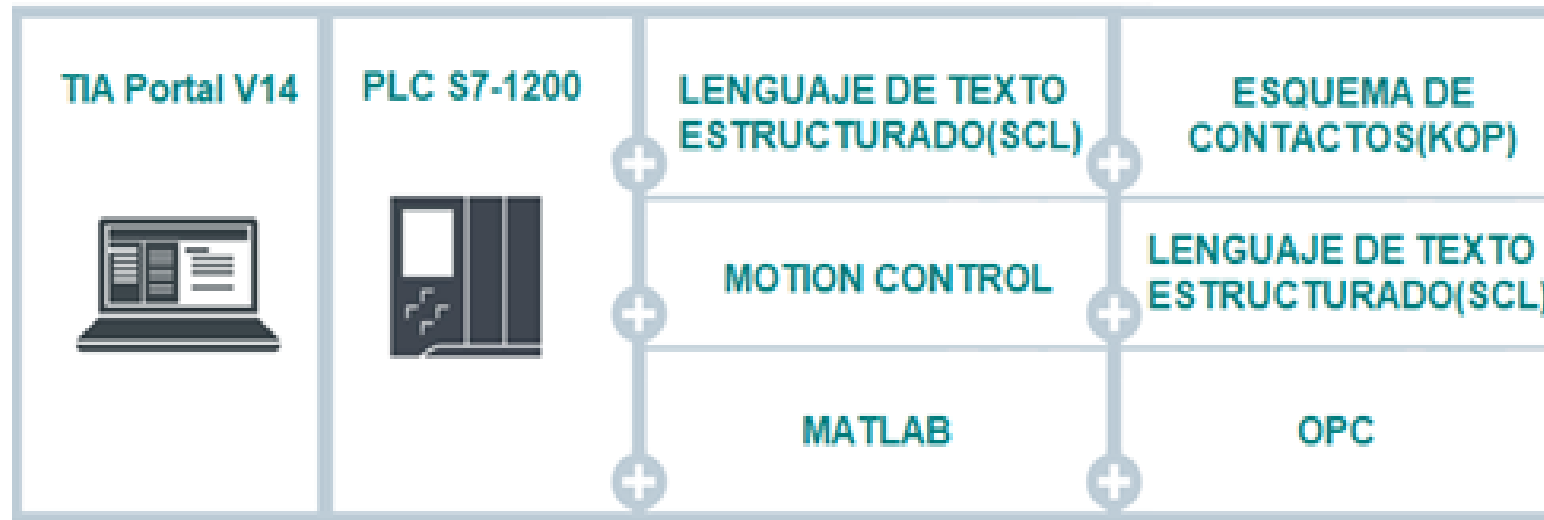 TIA Portal V14
PLC S7-1200
LENGUAJE DE TEXTO
ESTRUCTURADO(SCL)
ESQUEMA DE
CONTACTOS(KOP)
MOTION CONTROL
LENGUAJE DE TEXTO
ESTRUCTURADO(SCL)
MATLAB
OPC